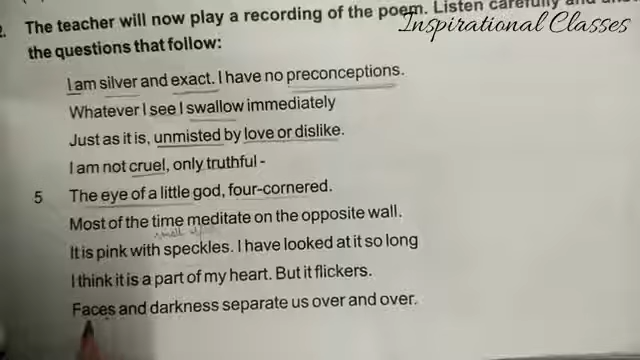 2. The teacher will now play a recording of the poem. Listen carefully and
Inspirational Classes
the questions that follow:
I am silver and exact. I have no preconceptions.
Whatever I see I swallow immediately
Just as it is, unmisted by love or dislike.
I am not cruel, only truthful -
5 The eye of a little god, four-cornered.
Most of the time meditate on the opposite wall.
It is pink with speckles. I have looked at it so long
I think it is a part of my heart. But it flickers.
Faces and darkness separate us over and over.